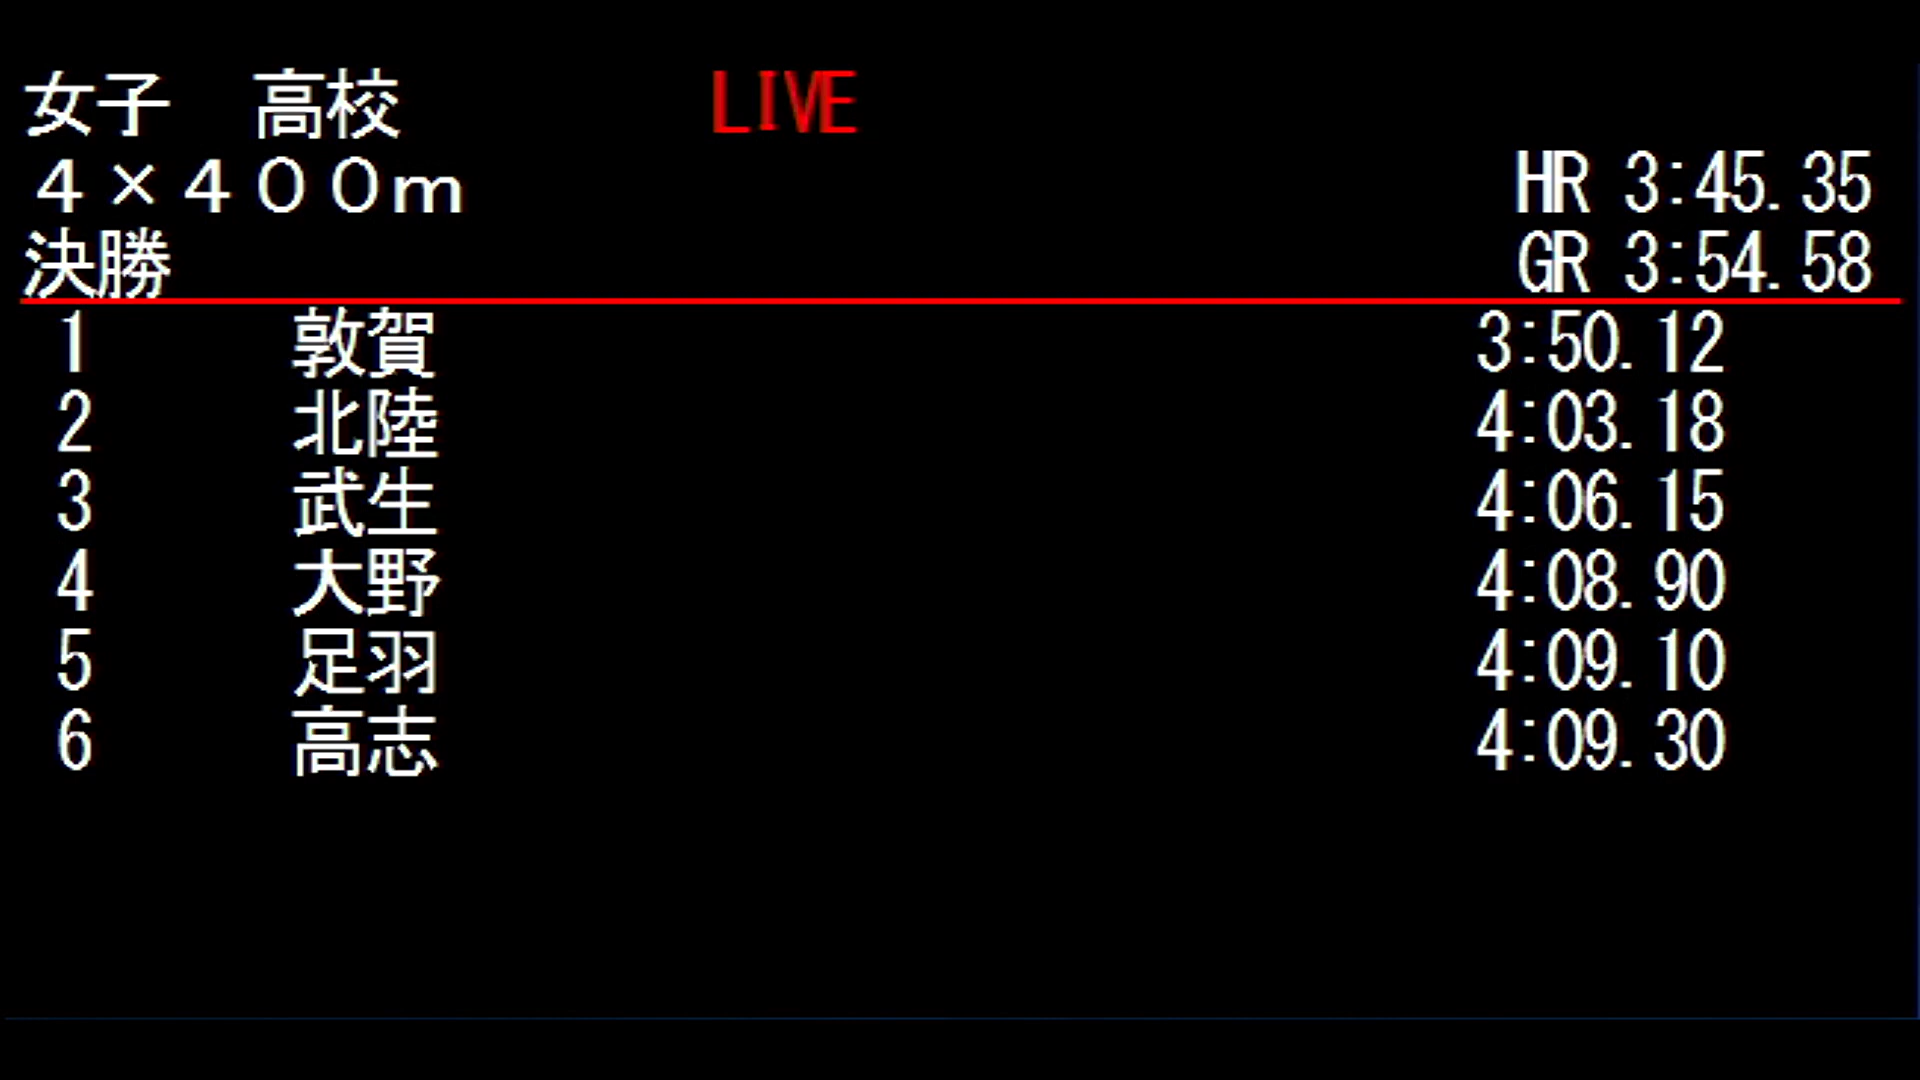 女子　高校　LIVE
４×４００ｍ　HR 3:45.35
決勝　GR 3:54.58
1　敦賀　3:50.12
2　北陸　4:03.18
3　武生　4:06.15
4　大野　4:08.90
5　足羽　4:09.10
6　高志　4:09.30